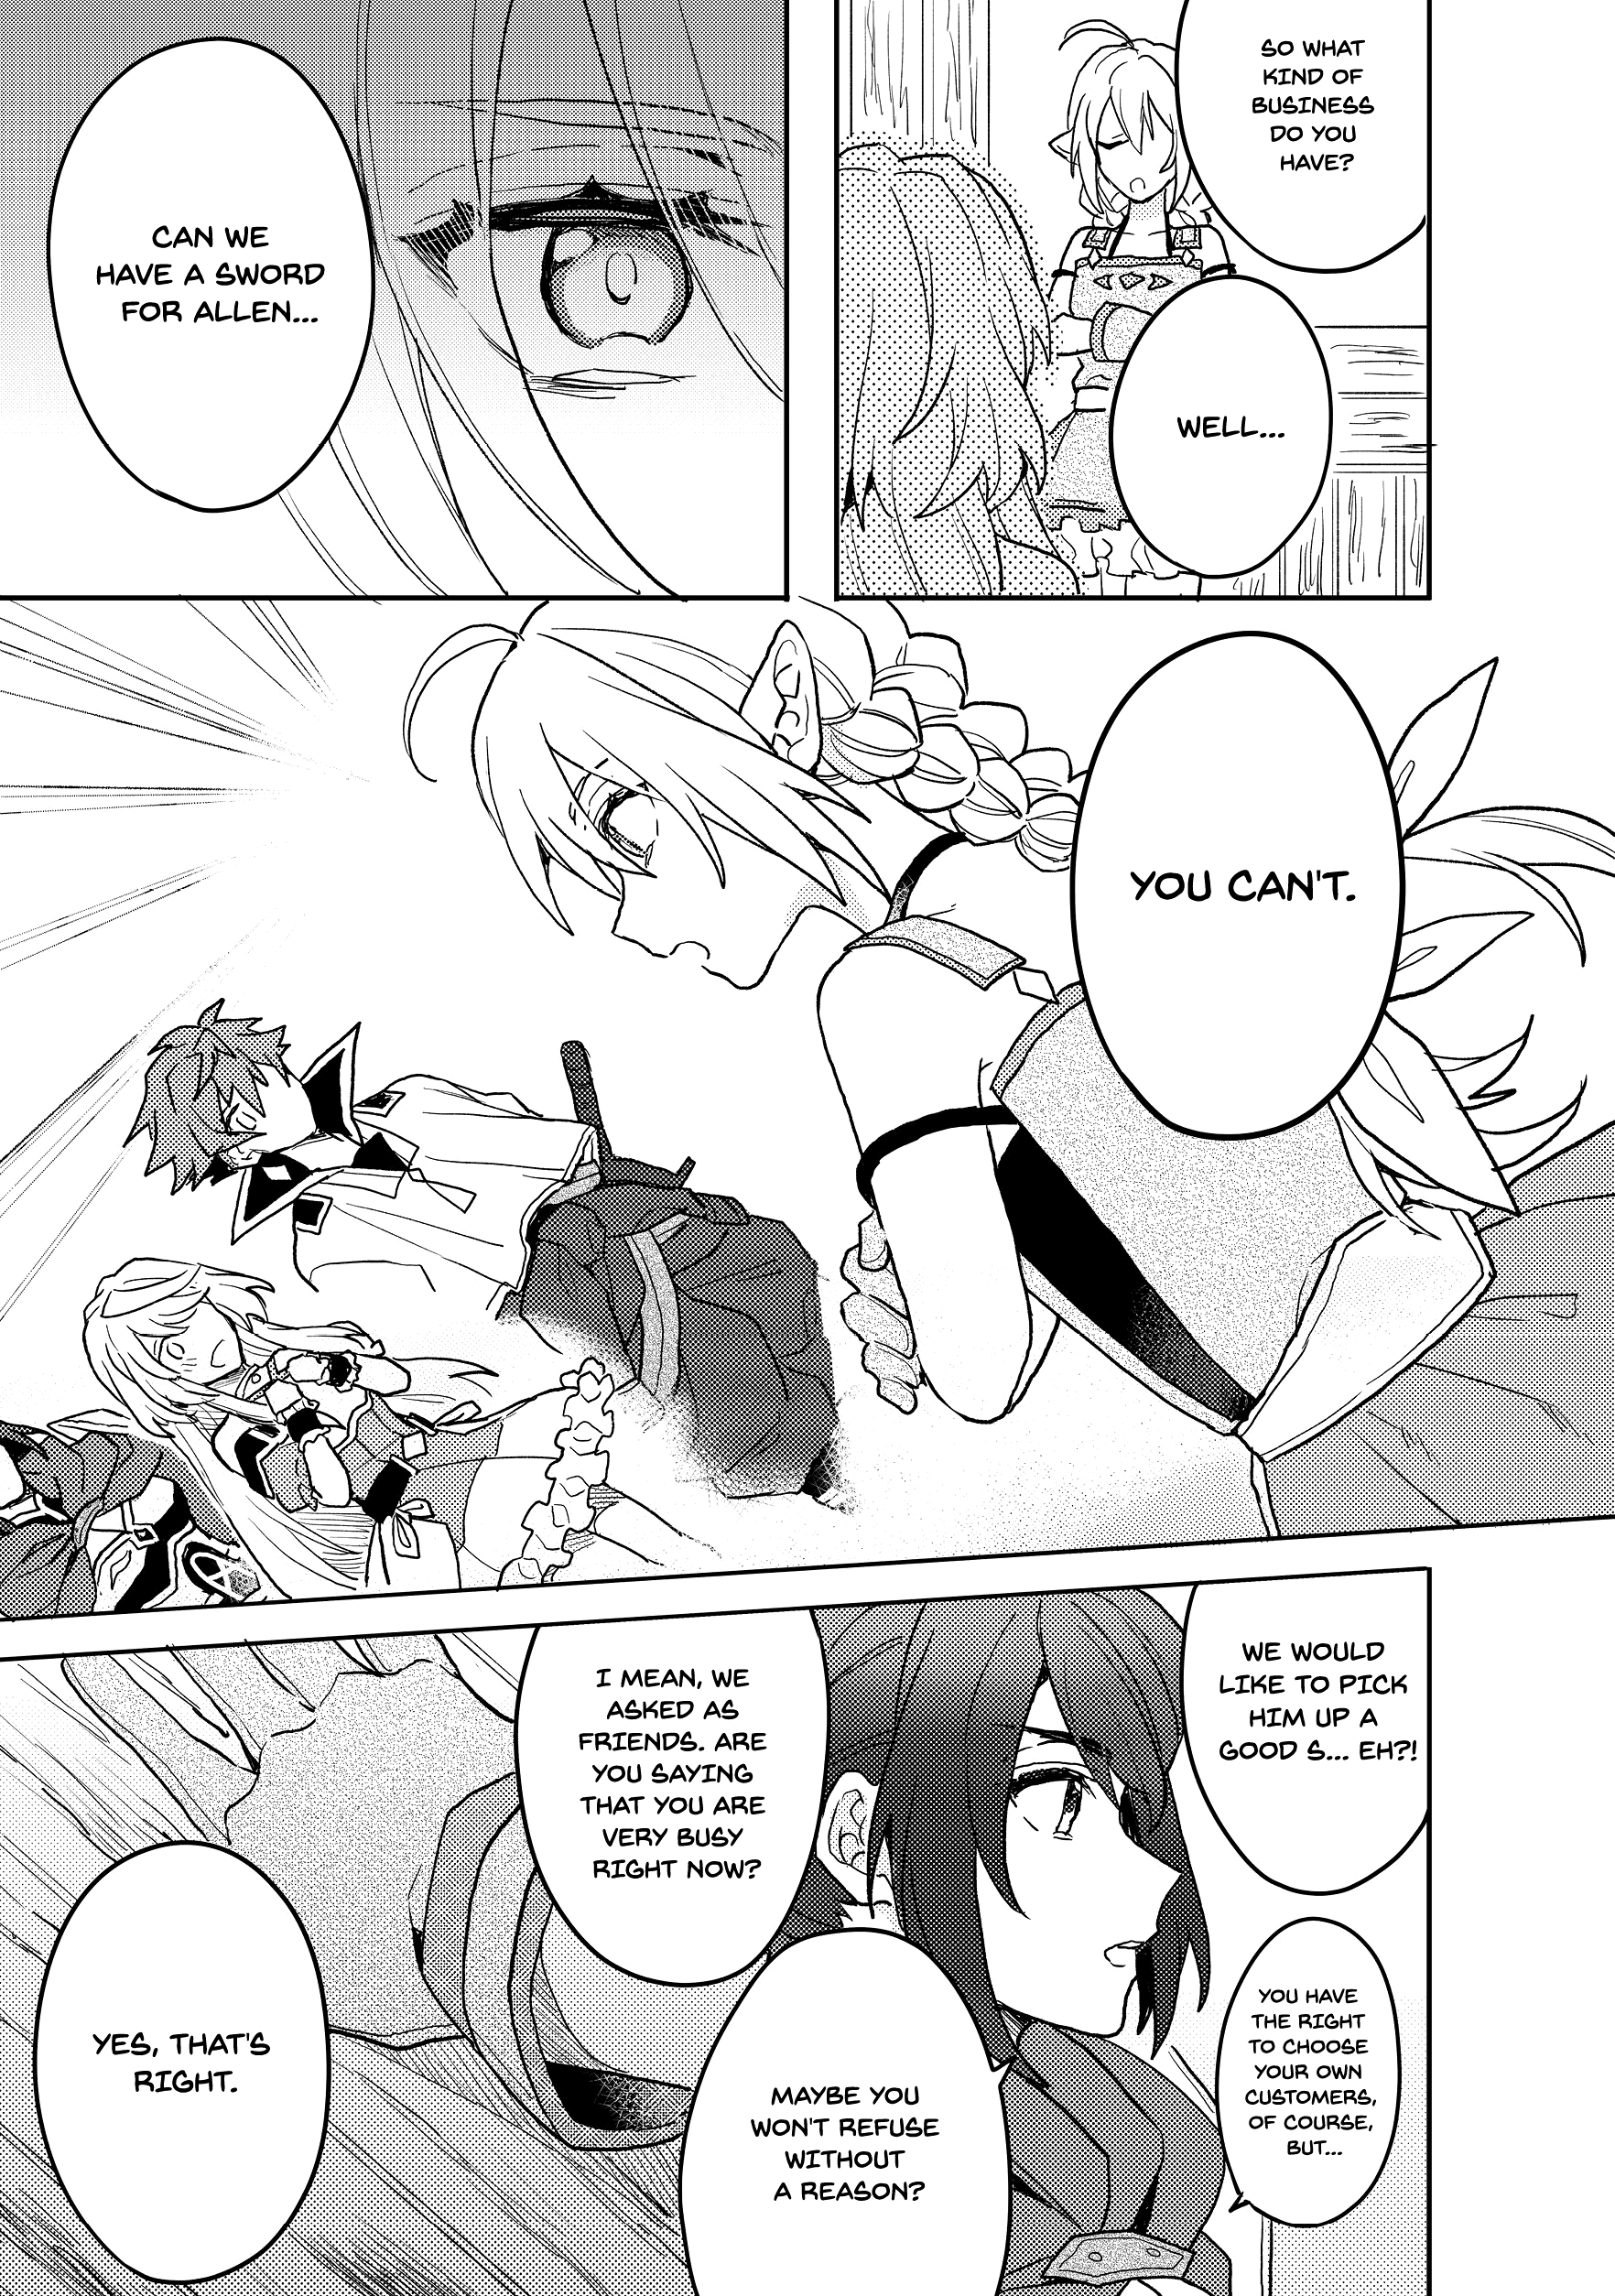 SO WHAT
KIND OF
BUSINESS
DO YOU
HAVE?
WELL...
CAN WE
HAVE A SWORD
FOR ALLEN...
YOU CAN'T.
WE WOULD
LIKE TO PICK
HIM UP A
GOOD S... EH?!
YOU HAVE
THE RIGHT
TO CHOOSE
YOUR OWN
CUSTOMERS,
OF COURSE,
BUT...
I MEAN, WE
ASKED AS
FRIENDS. ARE
YOU SAYING
THAT YOU ARE
VERY BUSY
RIGHT NOW?
MAYBE YOU
WON'T REFUSE
WITHOUT
A REASON?
YES, THAT'S
RIGHT.